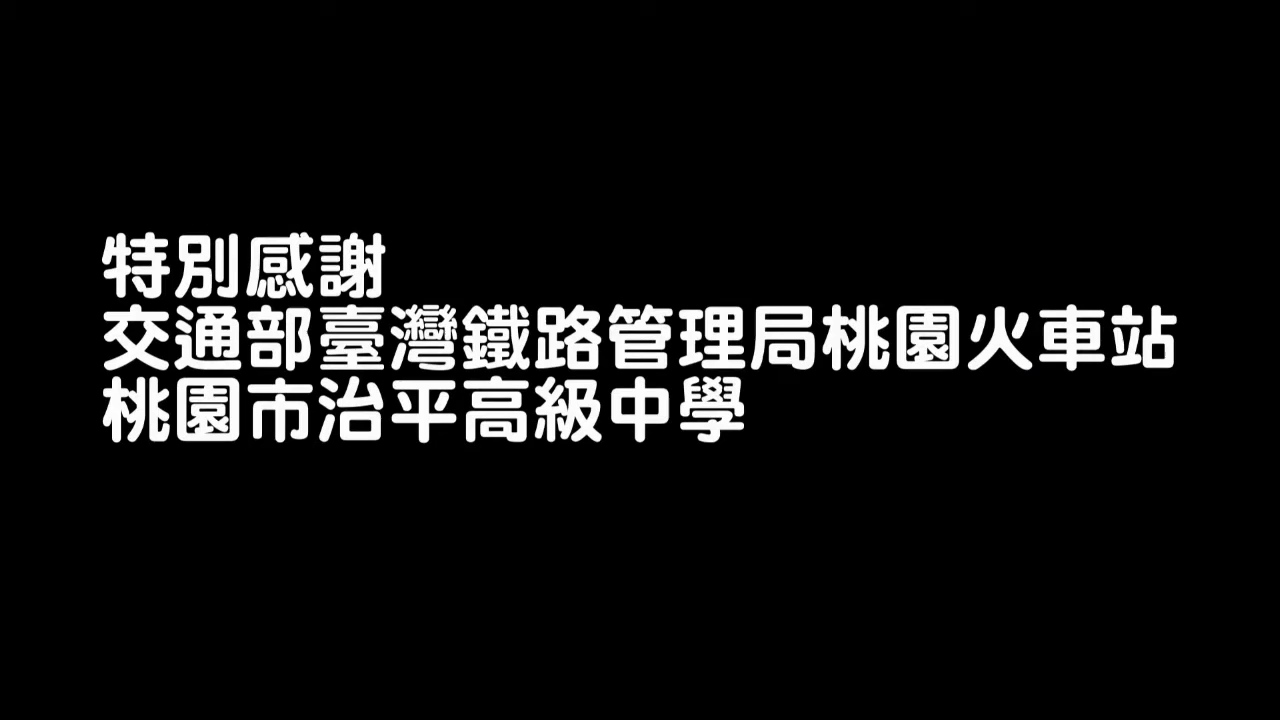 特別感謝
交通部臺灣鐵路管理局桃園火車站
桃園市治平高級中學